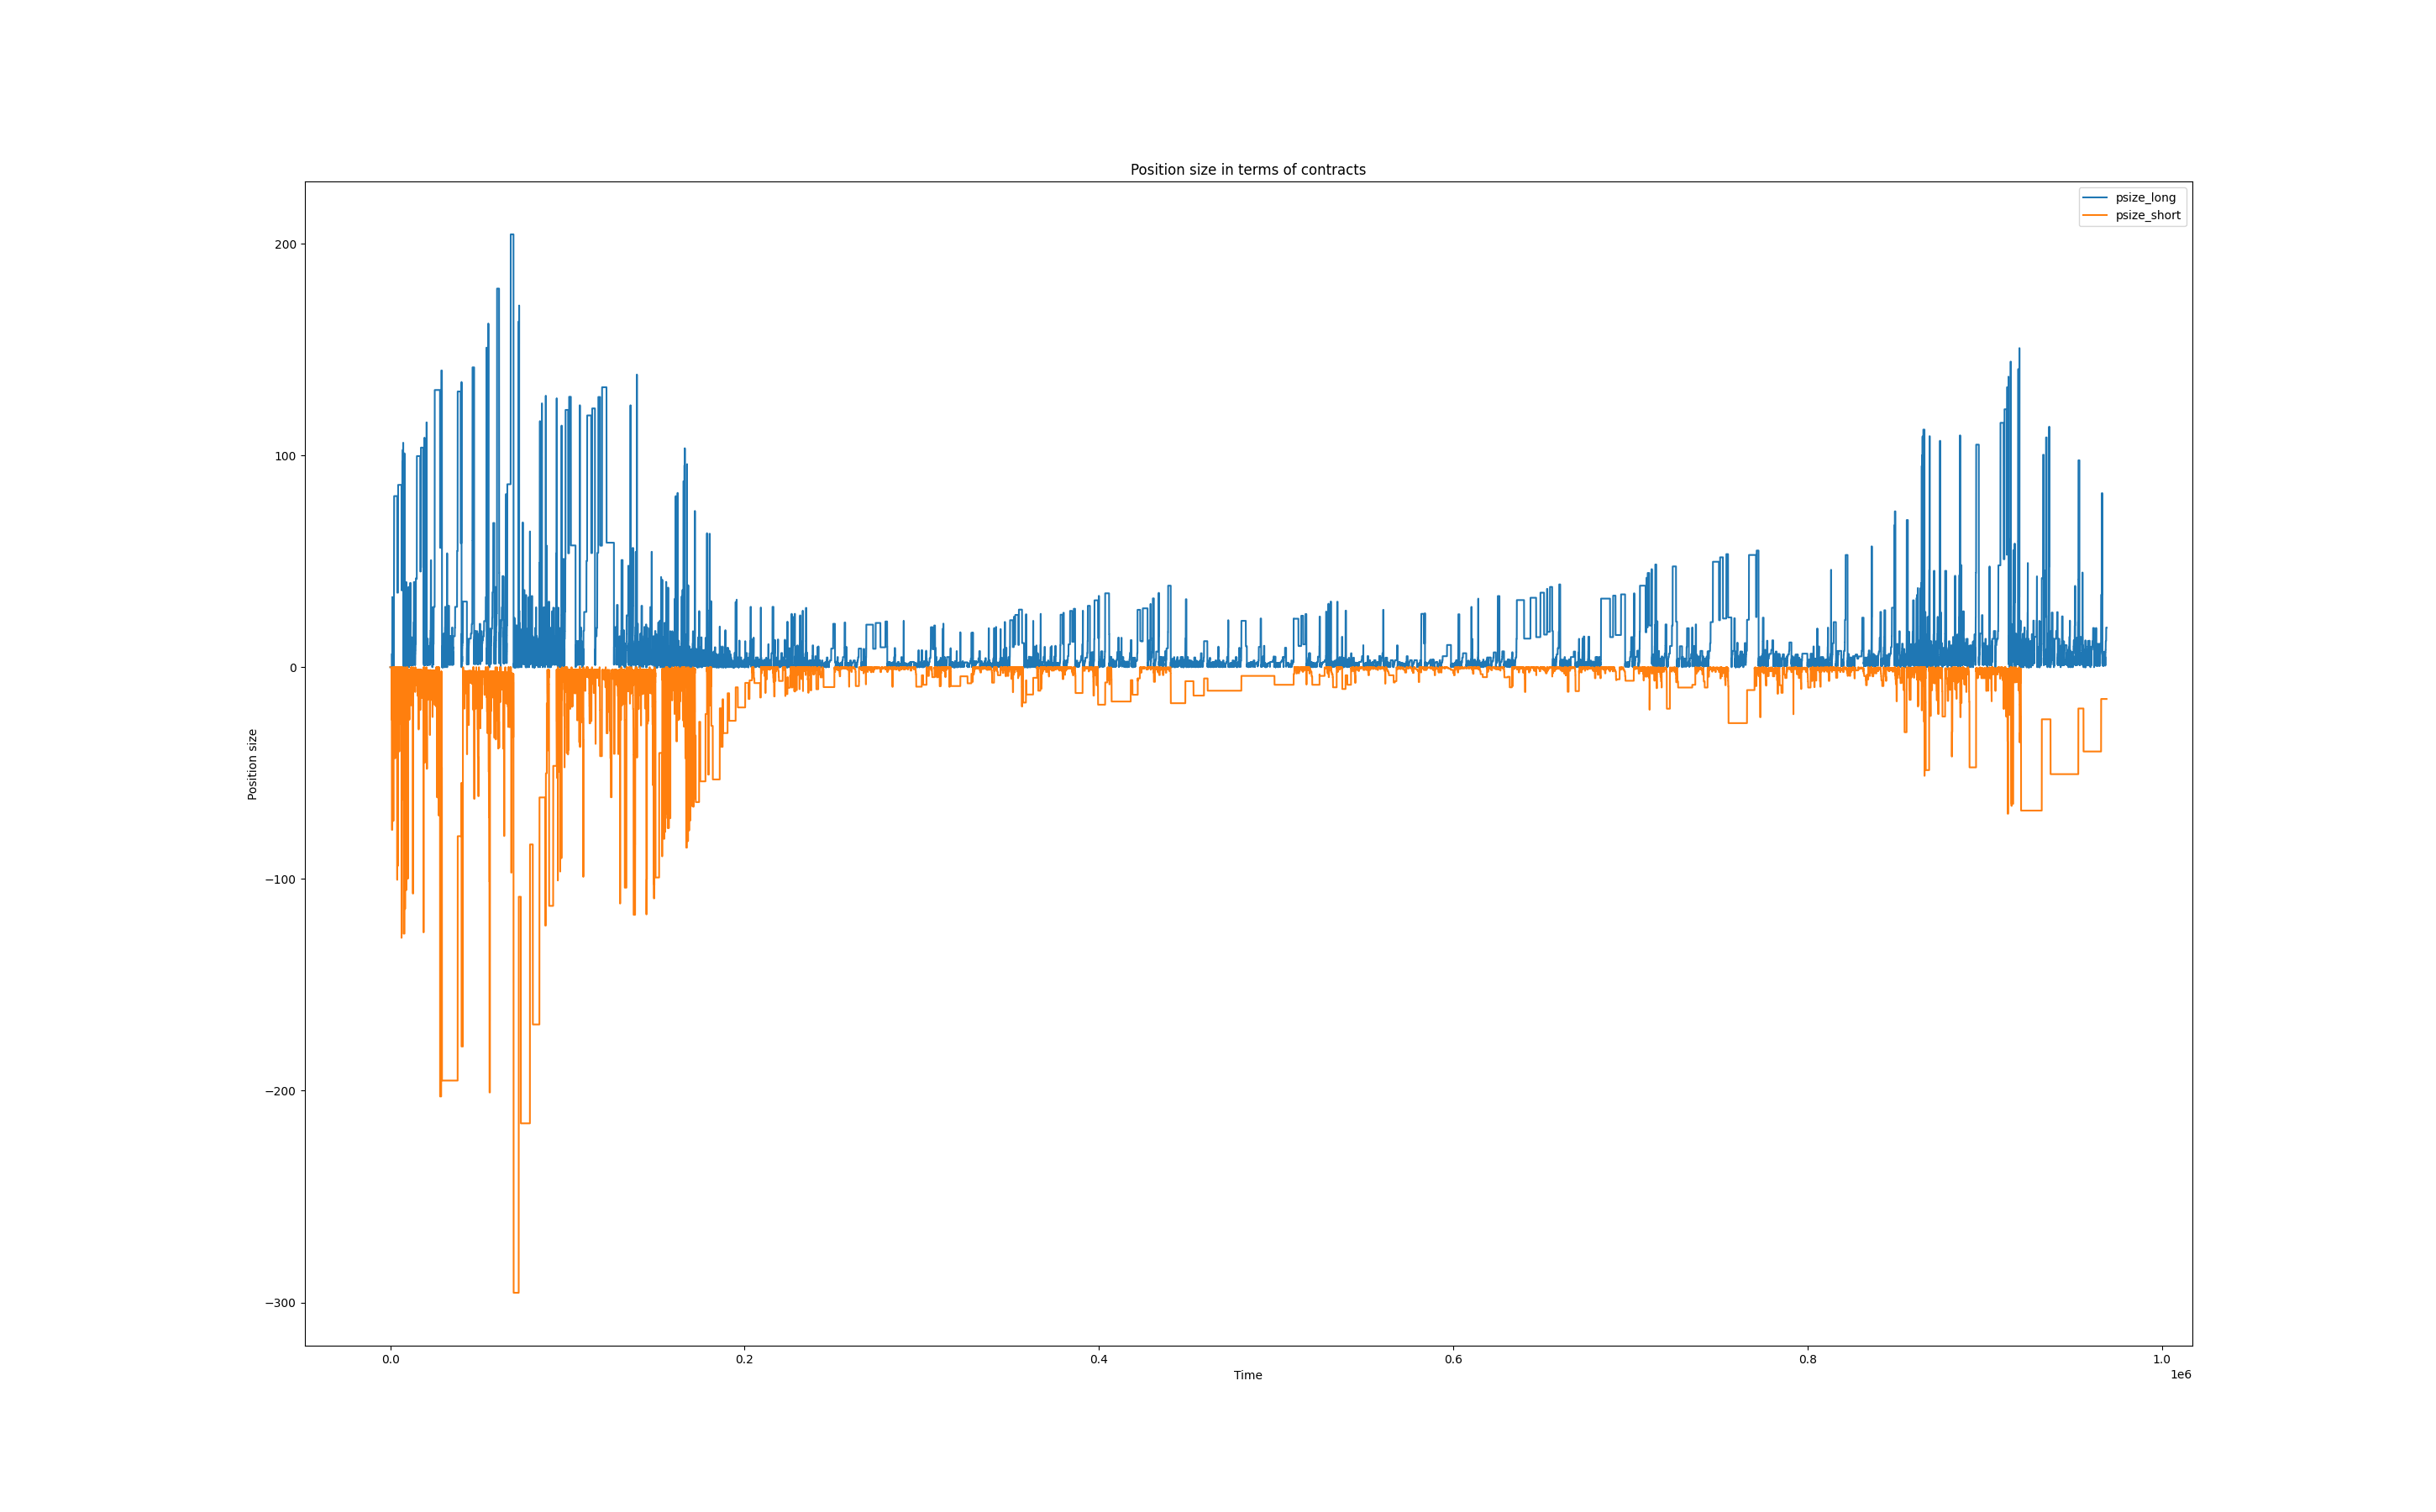 Position size in terms of contracts
psize_long
psize_short
200
100
0
−100
−200
−300
Position size
0.0
0.2
0.4
0.6
0.8
1.0
1e6
Time